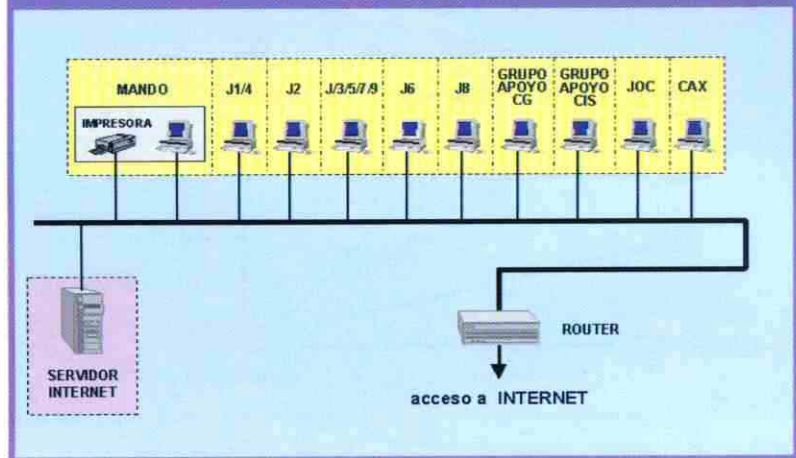 MANDO
J1/4
J2
J/3/5/7/9
J6
J8
GRUPO
APOYO
CG
GRUPO
APOYO
CIS
JOC
CAX
IMPRESORA
ROUTER
SERVIDOR
INTERNET
acceso a INTERNET